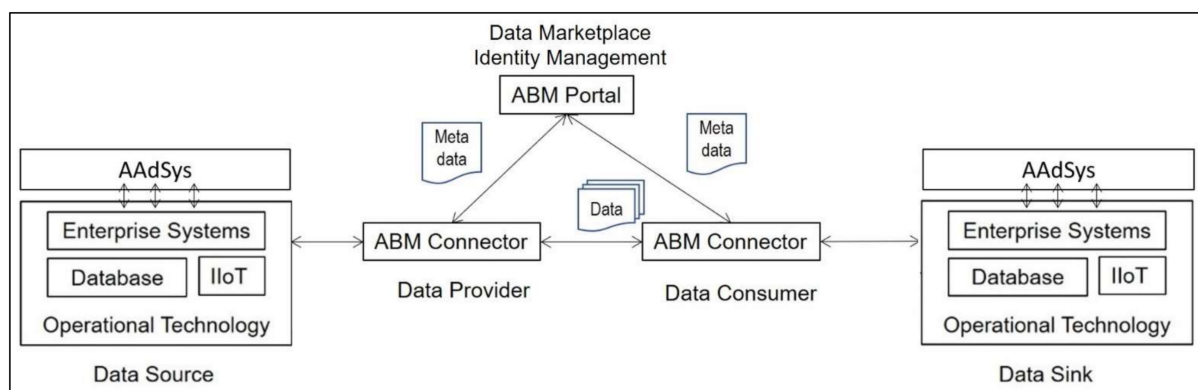 Data Marketplace
Identity Management
ABM Portal
Meta
data
Meta
data
AAdSys
Enterprise Systems
Database
IIoT
Operational Technology
Data Source
ABM Connector
Data Provider
Data
ABM Connector
Data Consumer
AAdSys
Enterprise Systems
Database
IIoT
Operational Technology
Data Sink